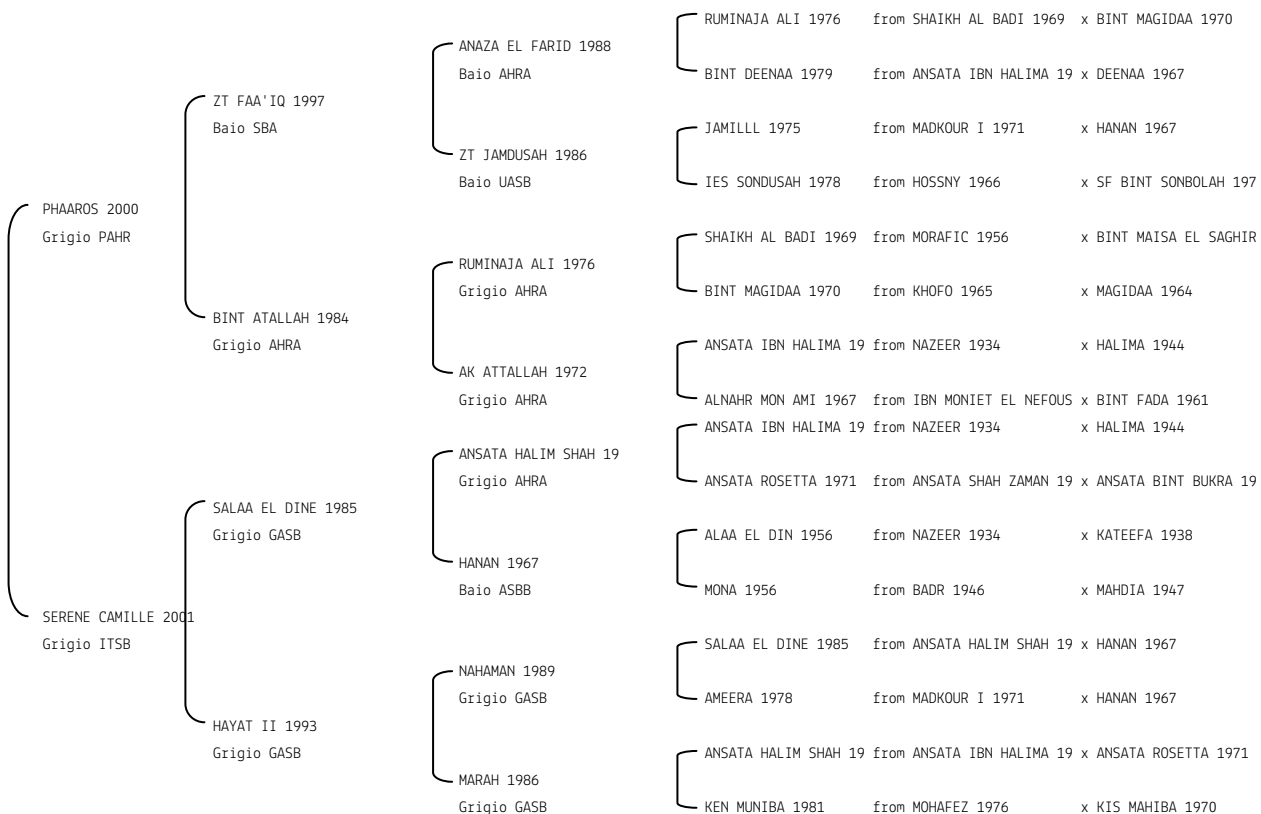 RUMINAJA ALI 1976 from SHAIKH AL BADI 1969 x BINT MAGIDAA 1970
ANAZA EL FARID 1988
Baio AHRA
BINT DEENAA 1979 from ANSATA IBN HALIMA 19 x DEENAA 1967
ZT FAA'IQ 1997
Baio SBA
JAMILLL 1975 from MADKOUR I 1971 x HANAN 1967
ZT JAMDUSAH 1986
Baio UASB
IES SONDUSAH 1978 from HOSSNY 1966 x SF BINT SONBOLAH 197
PHAAROS 2000
Grigio PAHR
SHAIKH AL BADI 1969 from MORAFIC 1956 x BINT MAISA EL SAGHIR
RUMINAJA ALI 1976
Grigio AHRA
BINT MAGIDAA 1970 from KHOFO 1965 x MAGIDAA 1964
BINT ATALLAH 1984
Grigio AHRA
ANSATA IBN HALIMA 19 from NAZEER 1934 x HALIMA 1944
AK ATTALLAH 1972
Grigio AHRA
ALNAHR MON AMI 1967 from IBN MONIET EL NEFOUS x BINT FADA 1961
ANSATA IBN HALIMA 19 from NAZEER 1934 x HALIMA 1944
ANSATA HALIM SHAH 19
Grigio AHRA
ANSATA ROSETTA 1971 from ANSATA SHAH ZAMAN 19 x ANSATA BINT BUKRA 19
SALAA EL DINE 1985
Grigio GASB
ALAA EL DIN 1956 from NAZEER 1934 x KATEEFA 1938
HANAN 1967
Baio ASBB
MONA 1956 from BADR 1946 x MAHDIA 1947
SERENE CAMILLE 2001
Grigio ITSB
SALAA EL DINE 1985 from ANSATA HALIM SHAH 19 x HANAN 1967
NAHAMAN 1989
Grigio GASB
AMEERA 1978 from MADKOUR I 1971 x HANAN 1967
HAYAT II 1993
Grigio GASB
ANSATA HALIM SHAH 19 from ANSATA IBN HALIMA 19 x ANSATA ROSETTA 1971
MARAH 1986
Grigio GASB
KEN MUNIBA 1981 from MOHAFEZ 1976 x KIS MAHIBA 1970